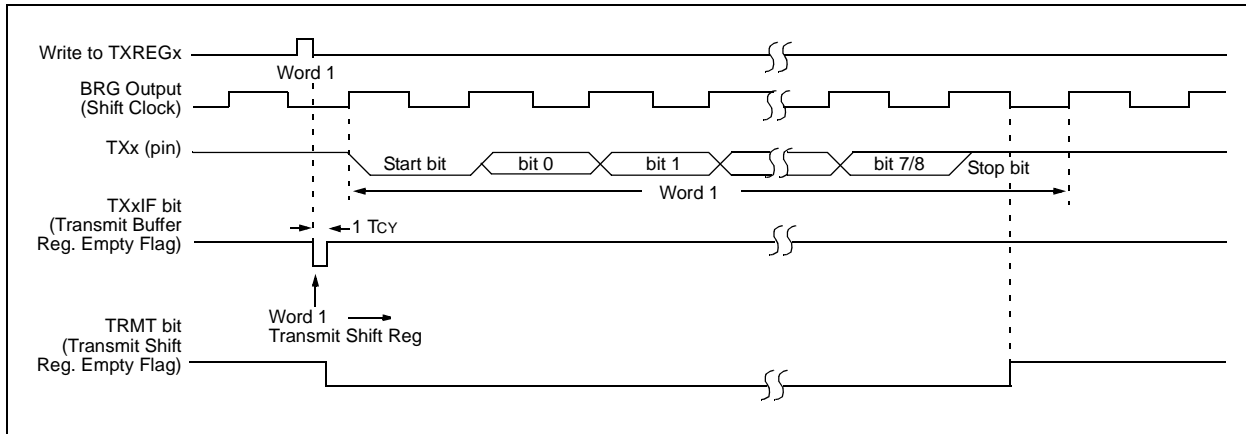 Write to TXREGx
Word 1
BRG Output
(Shift Clock)
TXx (pin)
Start bit
bit 0
bit 1
bit 7/8
Stop bit
Word 1
TXxIF bit
(Transmit Buffer
Reg. Empty Flag)
1 TCY
Word 1
Transmit Shift Reg
TRMT bit
(Transmit Shift
Reg. Empty Flag)